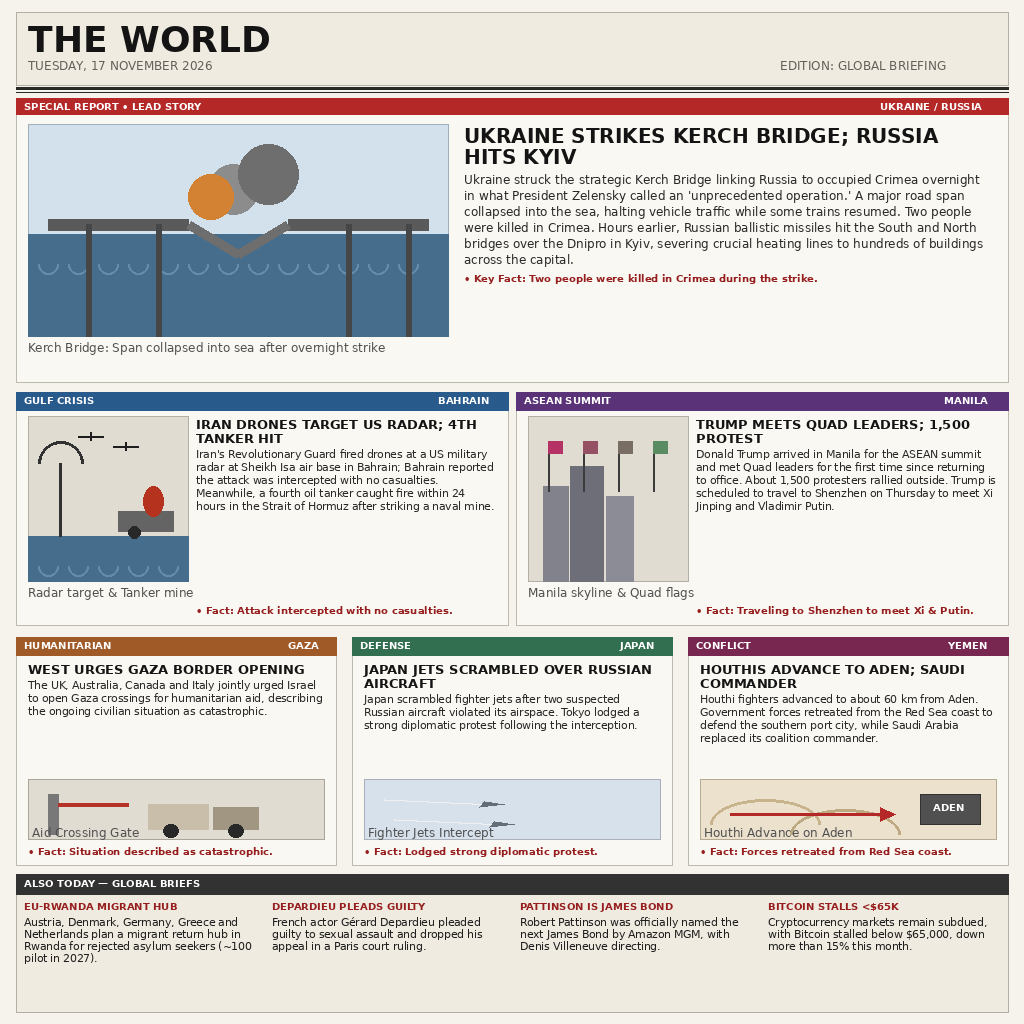 THE WORLD
TUESDAY, 17 NOVEMBER 2026
EDITION: GLOBAL BRIEFING
SPECIAL REPORT • LEAD STORY
UKRAINE / RUSSIA
UKRAINE STRIKES KERCH BRIDGE; RUSSIA
HITS KYIV
Ukraine struck the strategic Kerch Bridge linking Russia to occupied Crimea overnight
in what President Zelensky called an 'unprecedented operation.' A major road span
collapsed into the sea, halting vehicle traffic while some trains resumed. Two people
were killed in Crimea. Hours earlier, Russian ballistic missiles hit the South and North
bridges over the Dnipro in Kyiv, severing crucial heating lines to hundreds of buildings
across the capital.
• Key Fact: Two people were killed in Crimea during the strike.
Kerch Bridge: Span collapsed into sea after overnight strike
GULF CRISIS
BAHRAIN
IRAN DRONES TARGET US RADAR; 4TH
TANKER HIT
Iran's Revolutionary Guard fired drones at a US military
radar at Sheikh Isa air base in Bahrain; Bahrain reported
the attack was intercepted with no casualties.
Meanwhile, a fourth oil tanker caught fire within 24
hours in the Strait of Hormuz after striking a naval mine.
Radar target & Tanker mine
• Fact: Attack intercepted with no casualties.
ASEAN SUMMIT
MANILA
TRUMP MEETS QUAD LEADERS; 1,500
PROTEST
Donald Trump arrived in Manila for the ASEAN summit
and met Quad leaders for the first time since returning
to office. About 1,500 protesters rallied outside. Trump is
scheduled to travel to Shenzhen on Thursday to meet Xi
Jinping and Vladimir Putin.
Manila skyline & Quad flags
• Fact: Traveling to Shenzhen to meet Xi & Putin.
HUMANITARIAN
GAZA
WEST URGES GAZA BORDER OPENING
The UK, Australia, Canada and Italy jointly urged Israel
to open Gaza crossings for humanitarian aid, describing
the ongoing civilian situation as catastrophic.
Aid Crossing Gate
• Fact: Situation described as catastrophic.
DEFENSE
JAPAN
JAPAN JETS SCRAMBLED OVER RUSSIAN
AIRCRAFT
Japan scrambled fighter jets after two suspected
Russian aircraft violated its airspace. Tokyo lodged a
strong diplomatic protest following the interception.
Fighter Jets Intercept
• Fact: Lodged strong diplomatic protest.
CONFLICT
YEMEN
HOUTHIS ADVANCE TO ADEN; SAUDI
COMMANDER
Houthi fighters advanced to about 60 km from Aden.
Government forces retreated from the Red Sea coast to
defend the southern port city, while Saudi Arabia
replaced its coalition commander.
ADEN
Houthi Advance on Aden
• Fact: Forces retreated from Red Sea coast.
ALSO TODAY — GLOBAL BRIEFS
EU-RWANDA MIGRANT HUB
Austria, Denmark, Germany, Greece and
Netherlands plan a migrant return hub in
Rwanda for rejected asylum seekers (~100
pilot in 2027).
DEPARDIEU PLEADS GUILTY
French actor Gérard Depardieu pleaded
guilty to sexual assault and dropped his
appeal in a Paris court ruling.
PATTINSON IS JAMES BOND
Robert Pattinson was officially named the
next James Bond by Amazon MGM, with
Denis Villeneuve directing.
BITCOIN STALLS <$65K
Cryptocurrency markets remain subdued,
with Bitcoin stalled below $65,000, down
more than 15% this month.